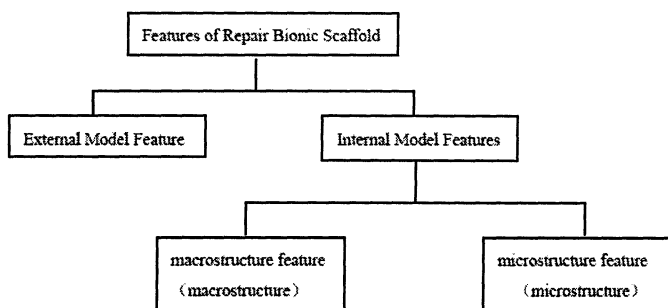 Features of Repair Bionic Scaffold
External Model Feature
Internal Model Features
macrostructure feature
（macrostructure）
microstructure feature
（microstructure）